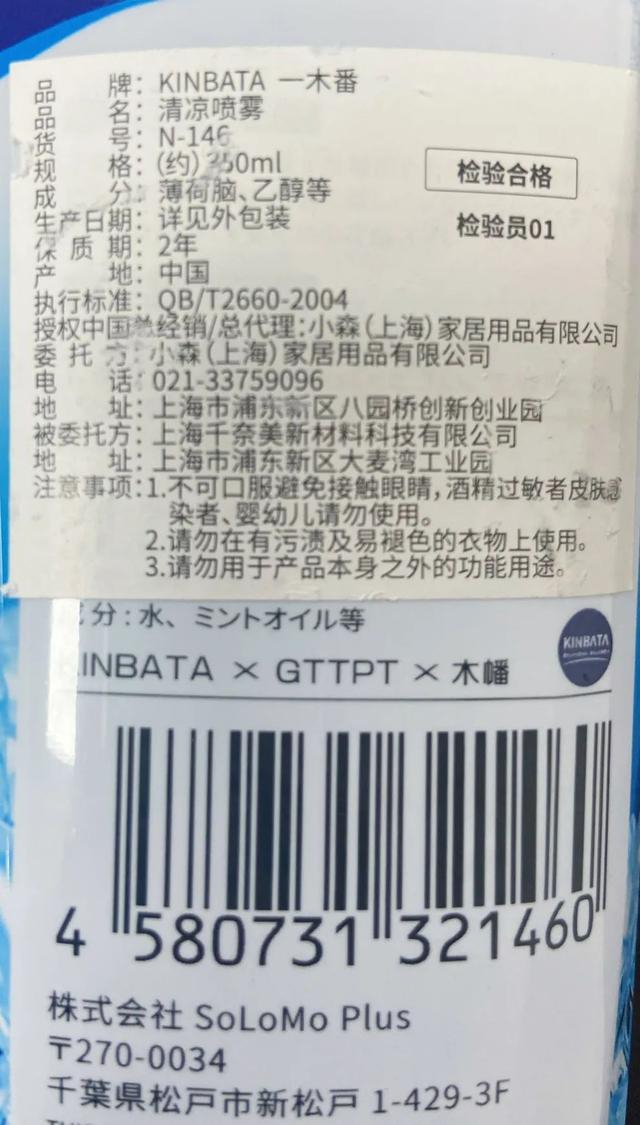 品 牌：KINBATA 一木番
品 名：清凉喷雾
货 号：N-146
规 格：(约)350ml
成 分：薄荷脑、乙醇等
生产日期：详见外包装
保 质 期：2年
产 地：中国
执行标准：QB/T2660-2004
授权中国总经销/总代理：小森(上海)家居用品有限公司
委 托 方：小森(上海)家居用品有限公司
电 话：021-33759096
地 址：上海市浦东新区八园桥创新创业园
被委托方：上海千奈美新材料科技有限公司
地 址：上海市浦东新区大麦湾工业园
注意事项：1.不可口服避免接触眼睛，酒精过敏者皮肤感
染者、婴幼儿请勿使用。
2.请勿在有污渍及易褪色的衣物上使用。
3.请勿用于产品本身之外的功能用途。
检验合格
检验员01
分：水、ミントオイル等
KINBATA × GTTPT × 木幡
KINBATA
4 580731 321460
株式会社 SoLoMo Plus
〒270-0034
千葉県松戸市新松戸 1-429-3F